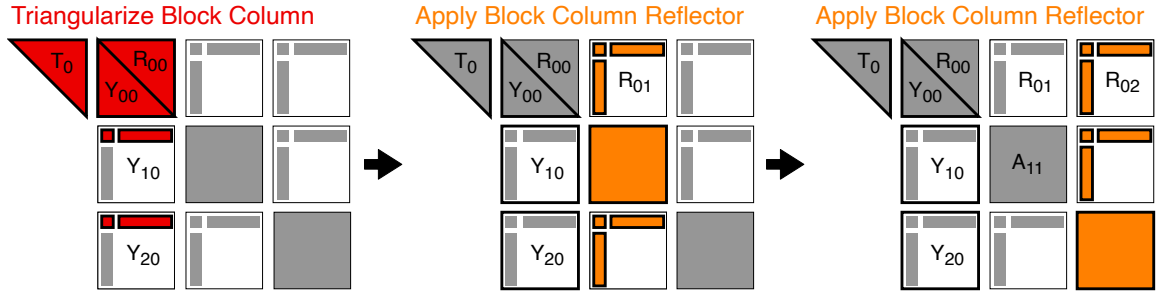 Triangularize Block Column
Apply Block Column Reflector
Apply Block Column Reflector
T0 R00
Y00
T0 R00 R01
Y00
T0 R00 R01 R02
Y00
Y10
Y10
Y10 A11
Y20
Y20
Y20